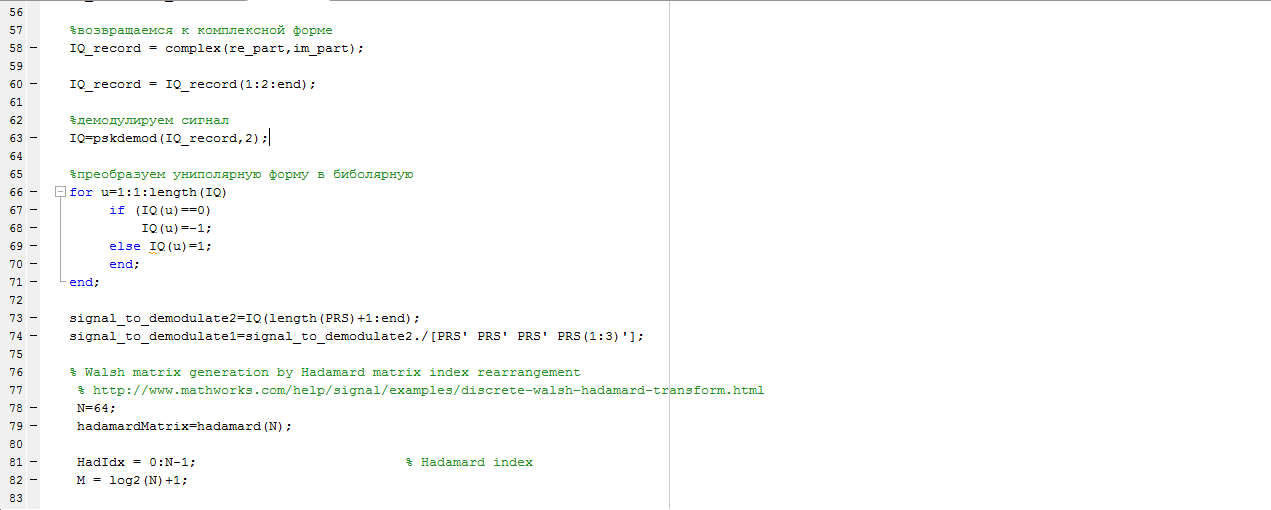 56
57 %возвращаемся к комплексной форме
58 – IQ_record = complex(re_part,im_part);
59
60 – IQ_record = IQ_record(1:2:end);
61
62 %демодулируем сигнал
63 – IQ=pskdemod(IQ_record,2);
64
65 %преобразуем униполярную форму в биболярную
66 – for u=1:1:length(IQ)
67 – if (IQ(u)==0)
68 – IQ(u)=-1;
69 – else IQ(u)=1;
70 – end;
71 – end;
72
73 – signal_to_demodulate2=IQ(length(PRS)+1:end);
74 – signal_to_demodulate1=signal_to_demodulate2./[PRS' PRS' PRS' PRS(1:3)'];
75
76 % Walsh matrix generation by Hadamard matrix index rearrangement
77 % http://www.mathworks.com/help/signal/examples/discrete-walsh-hadamard-transform.html
78 – N=64;
79 – hadamardMatrix=hadamard(N);
80
81 – HadIdx = 0:N-1; % Hadamard index
82 – M = log2(N)+1;
83